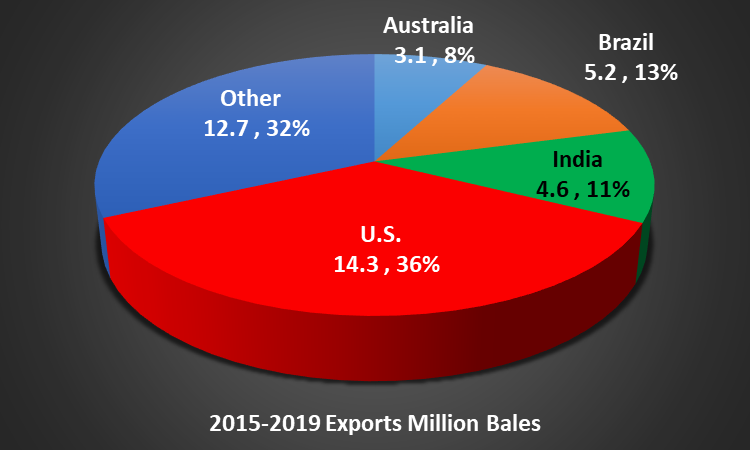 Australia
3.1 , 8%
Brazil
5.2 , 13%
Other
12.7 , 32%
India
4.6 , 11%
U.S.
14.3 , 36%
2015-2019 Exports Million Bales